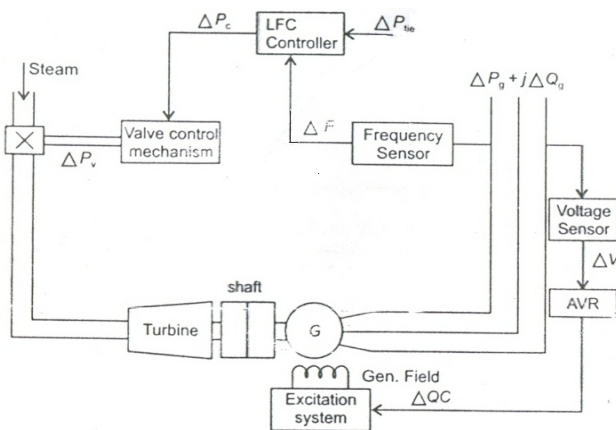 ΔP_c
LFC
Controller
ΔP_tie
Steam
ΔP_g + jΔQ_g
Valve control
mechanism
ΔP_v
ΔF
Frequency
Sensor
Voltage
Sensor
ΔV
AVR
shaft
Turbine
G
Gen. Field
Excitation
system
ΔQC